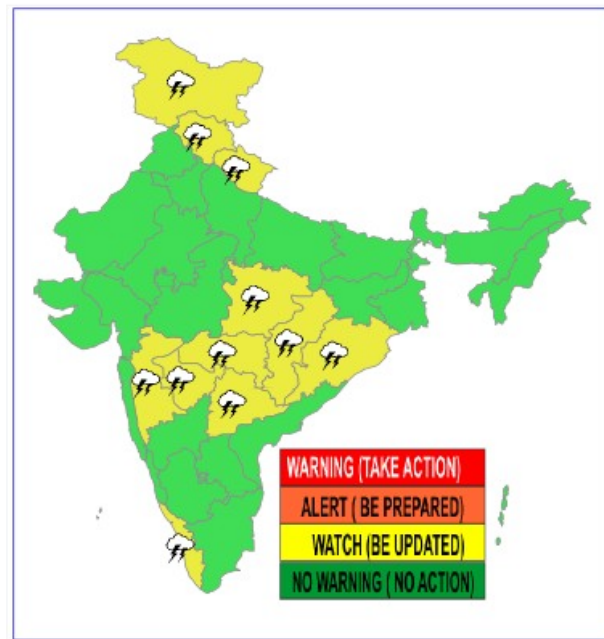 WARNING (TAKE ACTION)
ALERT ( BE PREPARED)
WATCH (BE UPDATED)
NO WARNING ( NO ACTION)